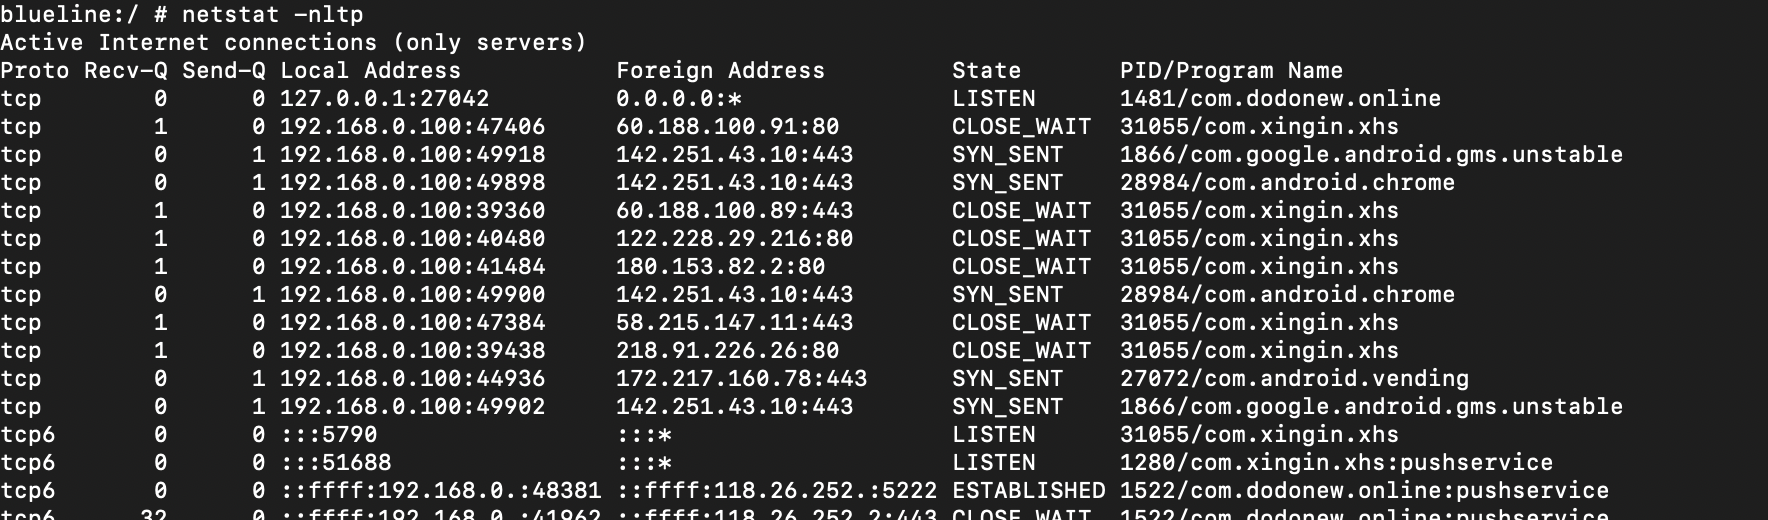 blueline:/ # netstat -nltp
Active Internet connections (only servers)
Proto Recv-Q Send-Q Local Address           Foreign Address         State       PID/Program Name
tcp        0      0 127.0.0.1:27042         0.0.0.0:*               LISTEN      1481/com.dodonew.online
tcp        1      0 192.168.0.100:47406     60.188.100.91:80        CLOSE_WAIT  31055/com.xingin.xhs
tcp        0      1 192.168.0.100:49918     142.251.43.10:443       SYN_SENT    1866/com.google.android.gms.unstable
tcp        0      1 192.168.0.100:49898     142.251.43.10:443       SYN_SENT    28984/com.android.chrome
tcp        1      0 192.168.0.100:39360     60.188.100.89:443       CLOSE_WAIT  31055/com.xingin.xhs
tcp        1      0 192.168.0.100:40480     122.228.29.216:80       CLOSE_WAIT  31055/com.xingin.xhs
tcp        1      0 192.168.0.100:41484     180.153.82.2:80         CLOSE_WAIT  31055/com.xingin.xhs
tcp        0      1 192.168.0.100:49900     142.251.43.10:443       SYN_SENT    28984/com.android.chrome
tcp        1      0 192.168.0.100:47384     58.215.147.11:443       CLOSE_WAIT  31055/com.xingin.xhs
tcp        1      0 192.168.0.100:39438     218.91.226.26:80        CLOSE_WAIT  31055/com.xingin.xhs
tcp        0      1 192.168.0.100:44936     172.217.160.78:443      SYN_SENT    27072/com.android.vending
tcp        0      1 192.168.0.100:49902     142.251.43.10:443       SYN_SENT    1866/com.google.android.gms.unstable
tcp6       0      0 :::5790                 :::*                    LISTEN      31055/com.xingin.xhs
tcp6       0      0 :::51688                :::*                    LISTEN      1280/com.xingin.xhs:pushservice
tcp6       0      0 ::ffff:192.168.0.:48381 ::ffff:118.26.252.:5222 ESTABLISHED 1522/com.dodonew.online:pushservice
tcp6      32      0 ::ffff:192.168.0.:41962 ::ffff:118.26.252.2:443 CLOSE_WAIT  1522/com.dodonew.online:pushservice